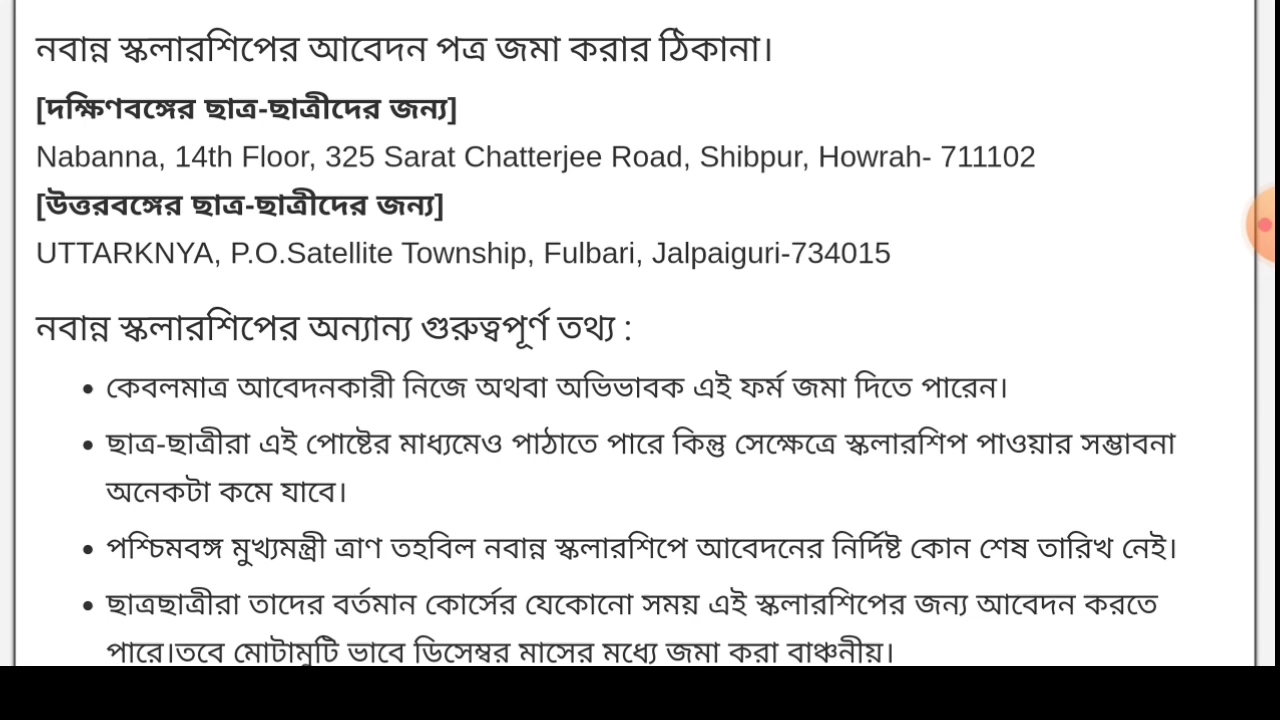 নবান্ন স্কলারশিপের আবেদন পত্র জমা করার ঠিকানা।
[দক্ষিণবঙ্গের ছাত্র-ছাত্রীদের জন্য]
Nabanna, 14th Floor, 325 Sarat Chatterjee Road, Shibpur, Howrah- 711102
[উত্তরবঙ্গের ছাত্র-ছাত্রীদের জন্য]
UTTARKNYA, P.O.Satellite Township, Fulbari, Jalpaiguri-734015
নবান্ন স্কলারশিপের অন্যান্য গুরুত্বপূর্ণ তথ্য :
• কেবলমাত্র আবেদনকারী নিজে অথবা অভিভাবক এই ফর্ম জমা দিতে পারেন।
• ছাত্র-ছাত্রীরা এই পোষ্টের মাধ্যমেও পাঠাতে পারে কিন্তু সেক্ষেত্রে স্কলারশিপ পাওয়ার সম্ভাবনা
অনেকটা কমে যাবে।
• পশ্চিমবঙ্গ মুখ্যমন্ত্রী ত্রাণ তহবিল নবান্ন স্কলারশিপে আবেদনের নির্দিষ্ট কোন শেষ তারিখ নেই।
• ছাত্রছাত্রীরা তাদের বর্তমান কোর্সের যেকোনো সময় এই স্কলারশিপের জন্য আবেদন করতে
পারে।তবে মোটামুটি ভাবে ডিসেম্বর মাসের মধ্যে জমা করা বাঞ্চনীয়।